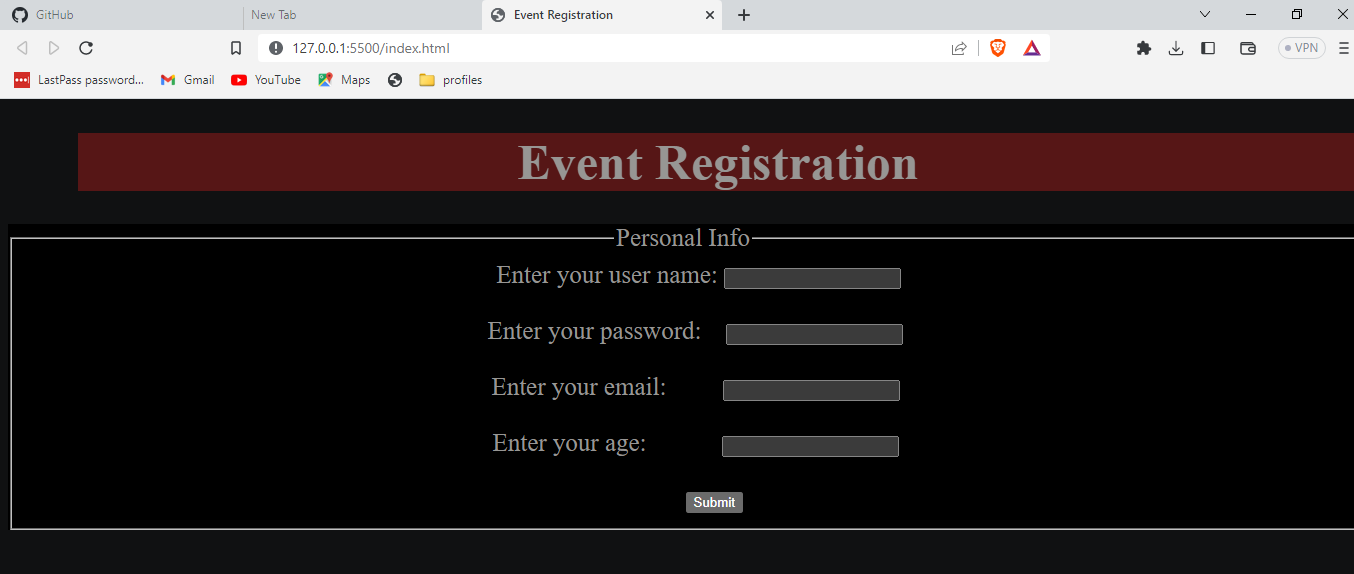 GitHub New Tab Event Registration
127.0.0.1:5500/index.html VPN
LastPass password... Gmail YouTube Maps profiles
Event Registration
Personal Info
Enter your user name:
Enter your password:
Enter your email:
Enter your age:
Submit